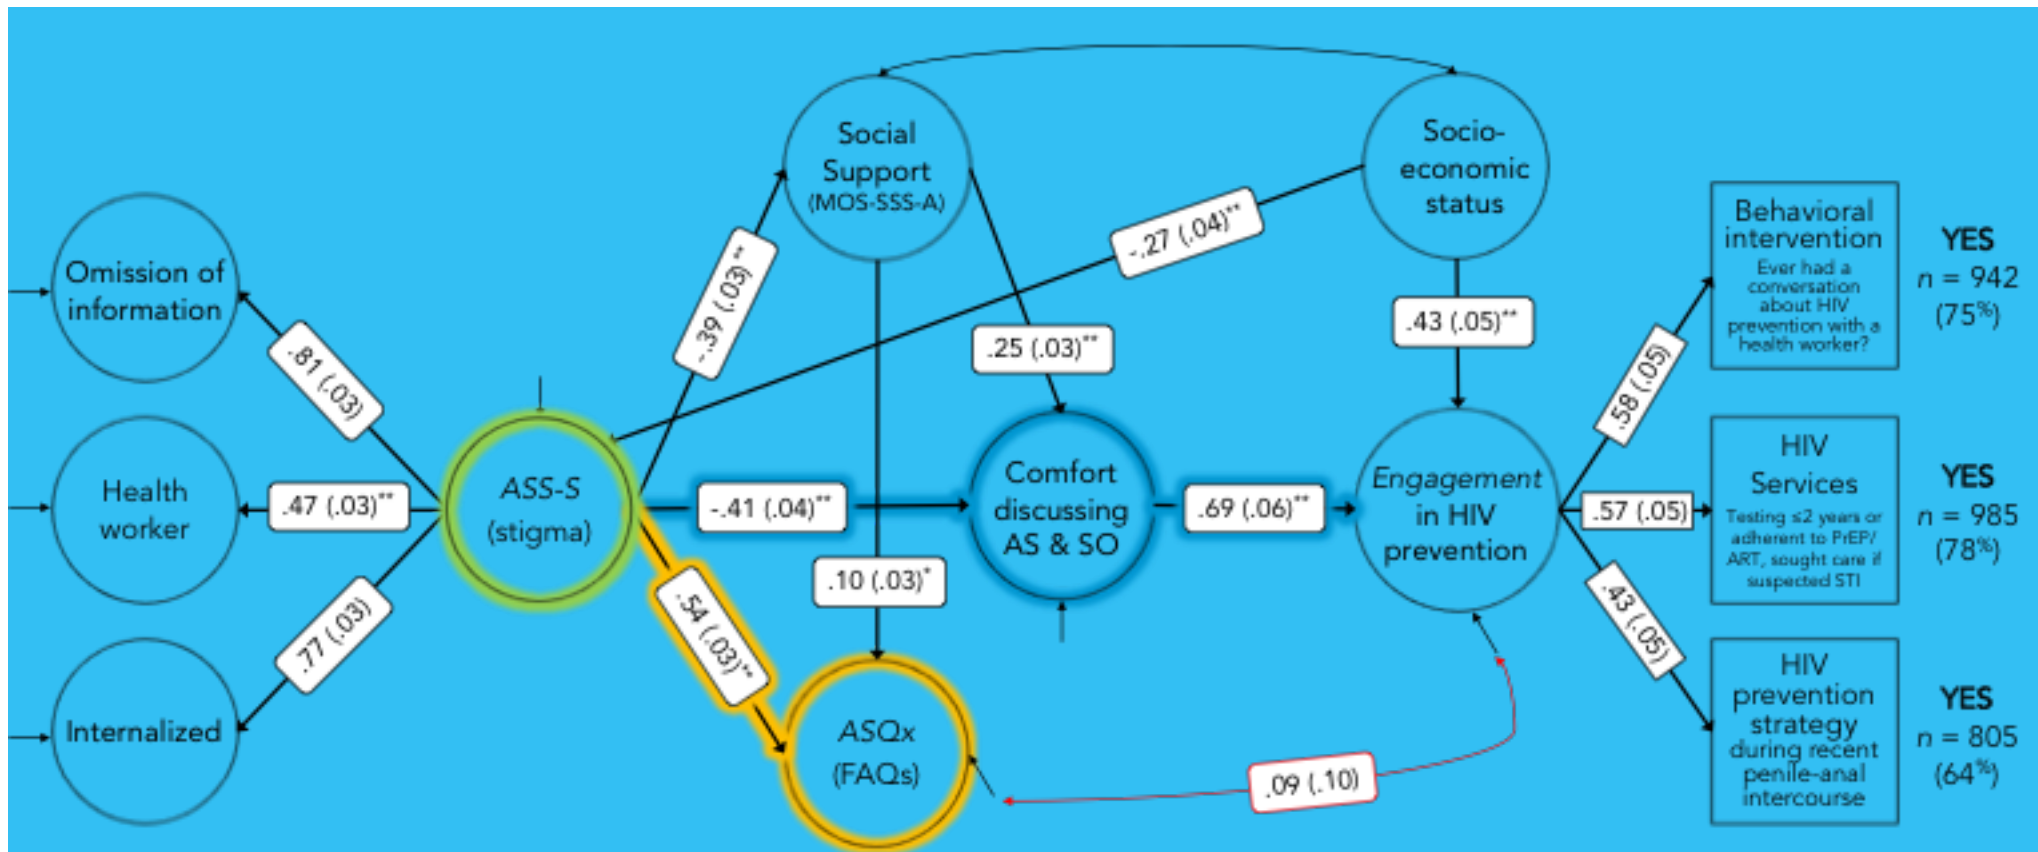 Omission of
information
Health
worker
Internalized
.81 (.03)
.47 (.03)**
.77 (.03)
ASS-S
(stigma)
-.39 (.03)**
-.41 (.04)**
.54 (.03)**
Social
Support
(MOS-SSS-A)
.25 (.03)**
.10 (.03)*
-.27 (.04)**
Comfort
discussing
AS & SO
ASQx
(FAQs)
.69 (.06)**
.09 (.10)
Socio-
economic
status
.43 (.05)**
Engagement
in HIV
prevention
.58 (.05)
.57 (.05)
.43 (.05)
Behavioral
intervention
Ever had a
conversation
about HIV
prevention with a
health worker?
YES
n = 942
(75%)
HIV
Services
Testing ≤2 years or
adherent to PrEP/
ART, sought care if
suspected STI
YES
n = 985
(78%)
HIV
prevention
strategy
during recent
penile-anal
intercourse
YES
n = 805
(64%)